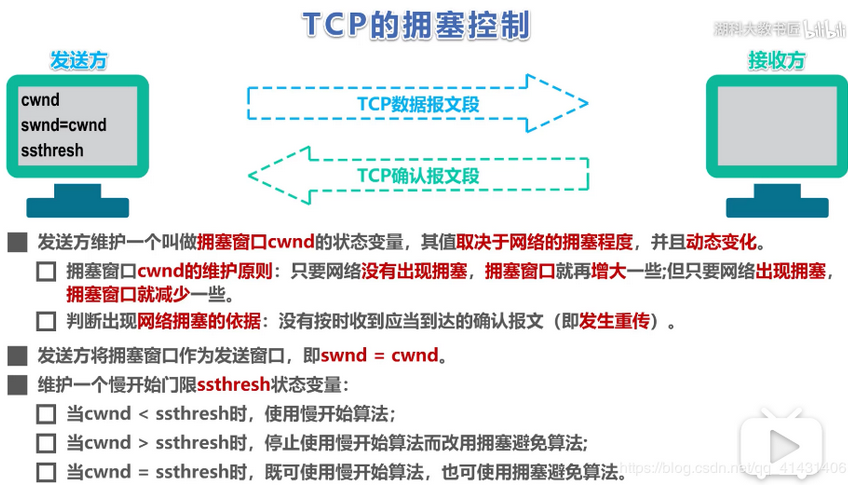 TCP的拥塞控制
湖科大教书匠 bilibili
发送方
接收方
cwnd
swnd=cwnd
ssthresh
TCP数据报文段
TCP确认报文段
发送方维护一个叫做拥塞窗口cwnd的状态变量，其值取决于网络的拥塞程度，并且动态变化。
拥塞窗口cwnd的维护原则：只要网络没有出现拥塞，拥塞窗口就再增大一些;但只要网络出现拥塞，
拥塞窗口就减少一些。
判断出现网络拥塞的依据：没有按时收到应当到达的确认报文（即发生重传）。
发送方将拥塞窗口作为发送窗口，即swnd = cwnd。
维护一个慢开始门限ssthresh状态变量：
当cwnd < ssthresh时，使用慢开始算法；
当cwnd > ssthresh时，停止使用慢开始算法而改用拥塞避免算法;
当cwnd = ssthresh时，既可使用慢开始算法，也可使用拥塞避免算法。
https://blog.csdn.net/qq_41431406